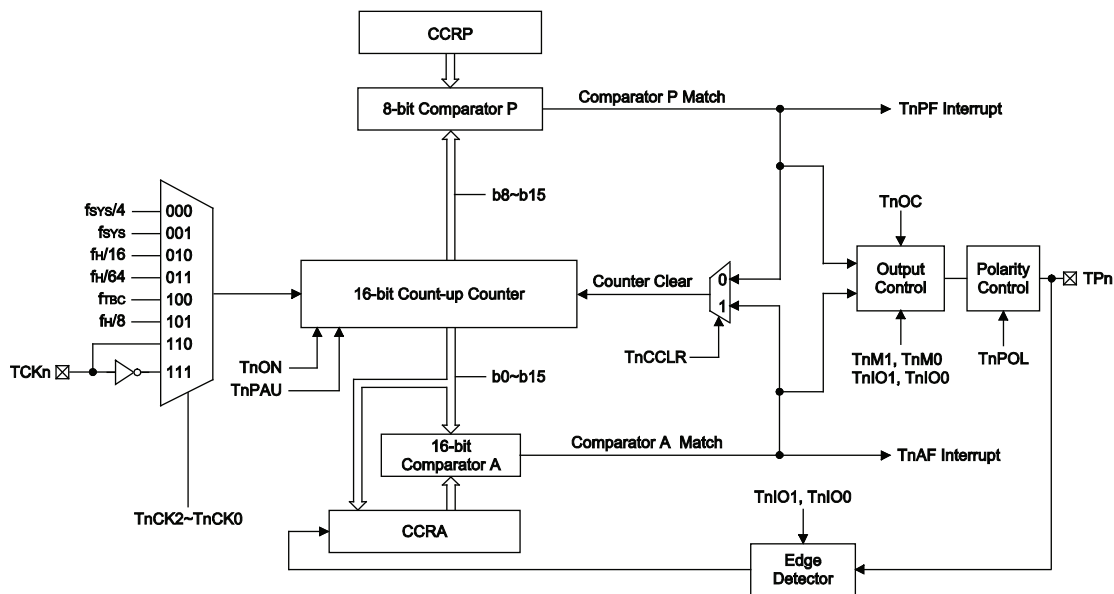 CCRP
8-bit Comparator P
Comparator P Match
TnPF Interrupt
b8~b15
fSYS/4
000
fSYS
001
fH/16
010
fH/64
011
fTBC
100
fH/8
101
110
TCKn
111
TnCK2~TnCK0
16-bit Count-up Counter
TnON
TnPAU
Counter Clear
0
1
TnCCLR
TnOC
Output
Control
Polarity
Control
TPn
TnM1, TnM0
TnIO1, TnIO0
TnPOL
b0~b15
16-bit
Comparator A
Comparator A Match
TnAF Interrupt
CCRA
TnIO1, TnIO0
Edge
Detector